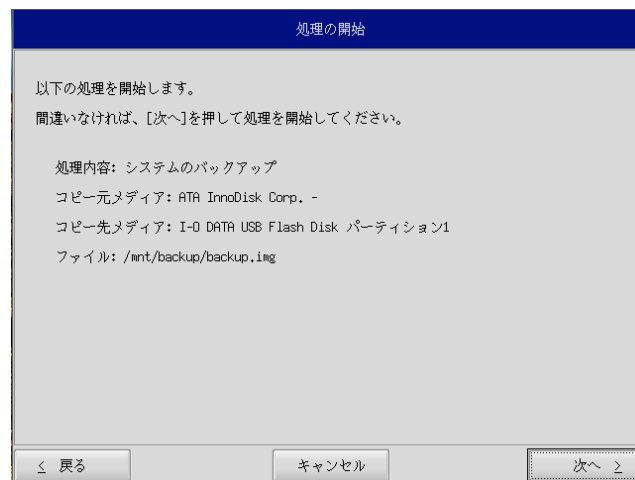 処理の開始
以下の処理を開始します。
間違いなければ、[次へ]を押して処理を開始してください。
処理内容: システムのバックアップ
コピー元メディア: ATA InnoDisk Corp. -
コピー先メディア: I-O DATA USB Flash Disk パーティション1
ファイル: /mnt/backup/backup.img
< 戻る
キャンセル
次へ >